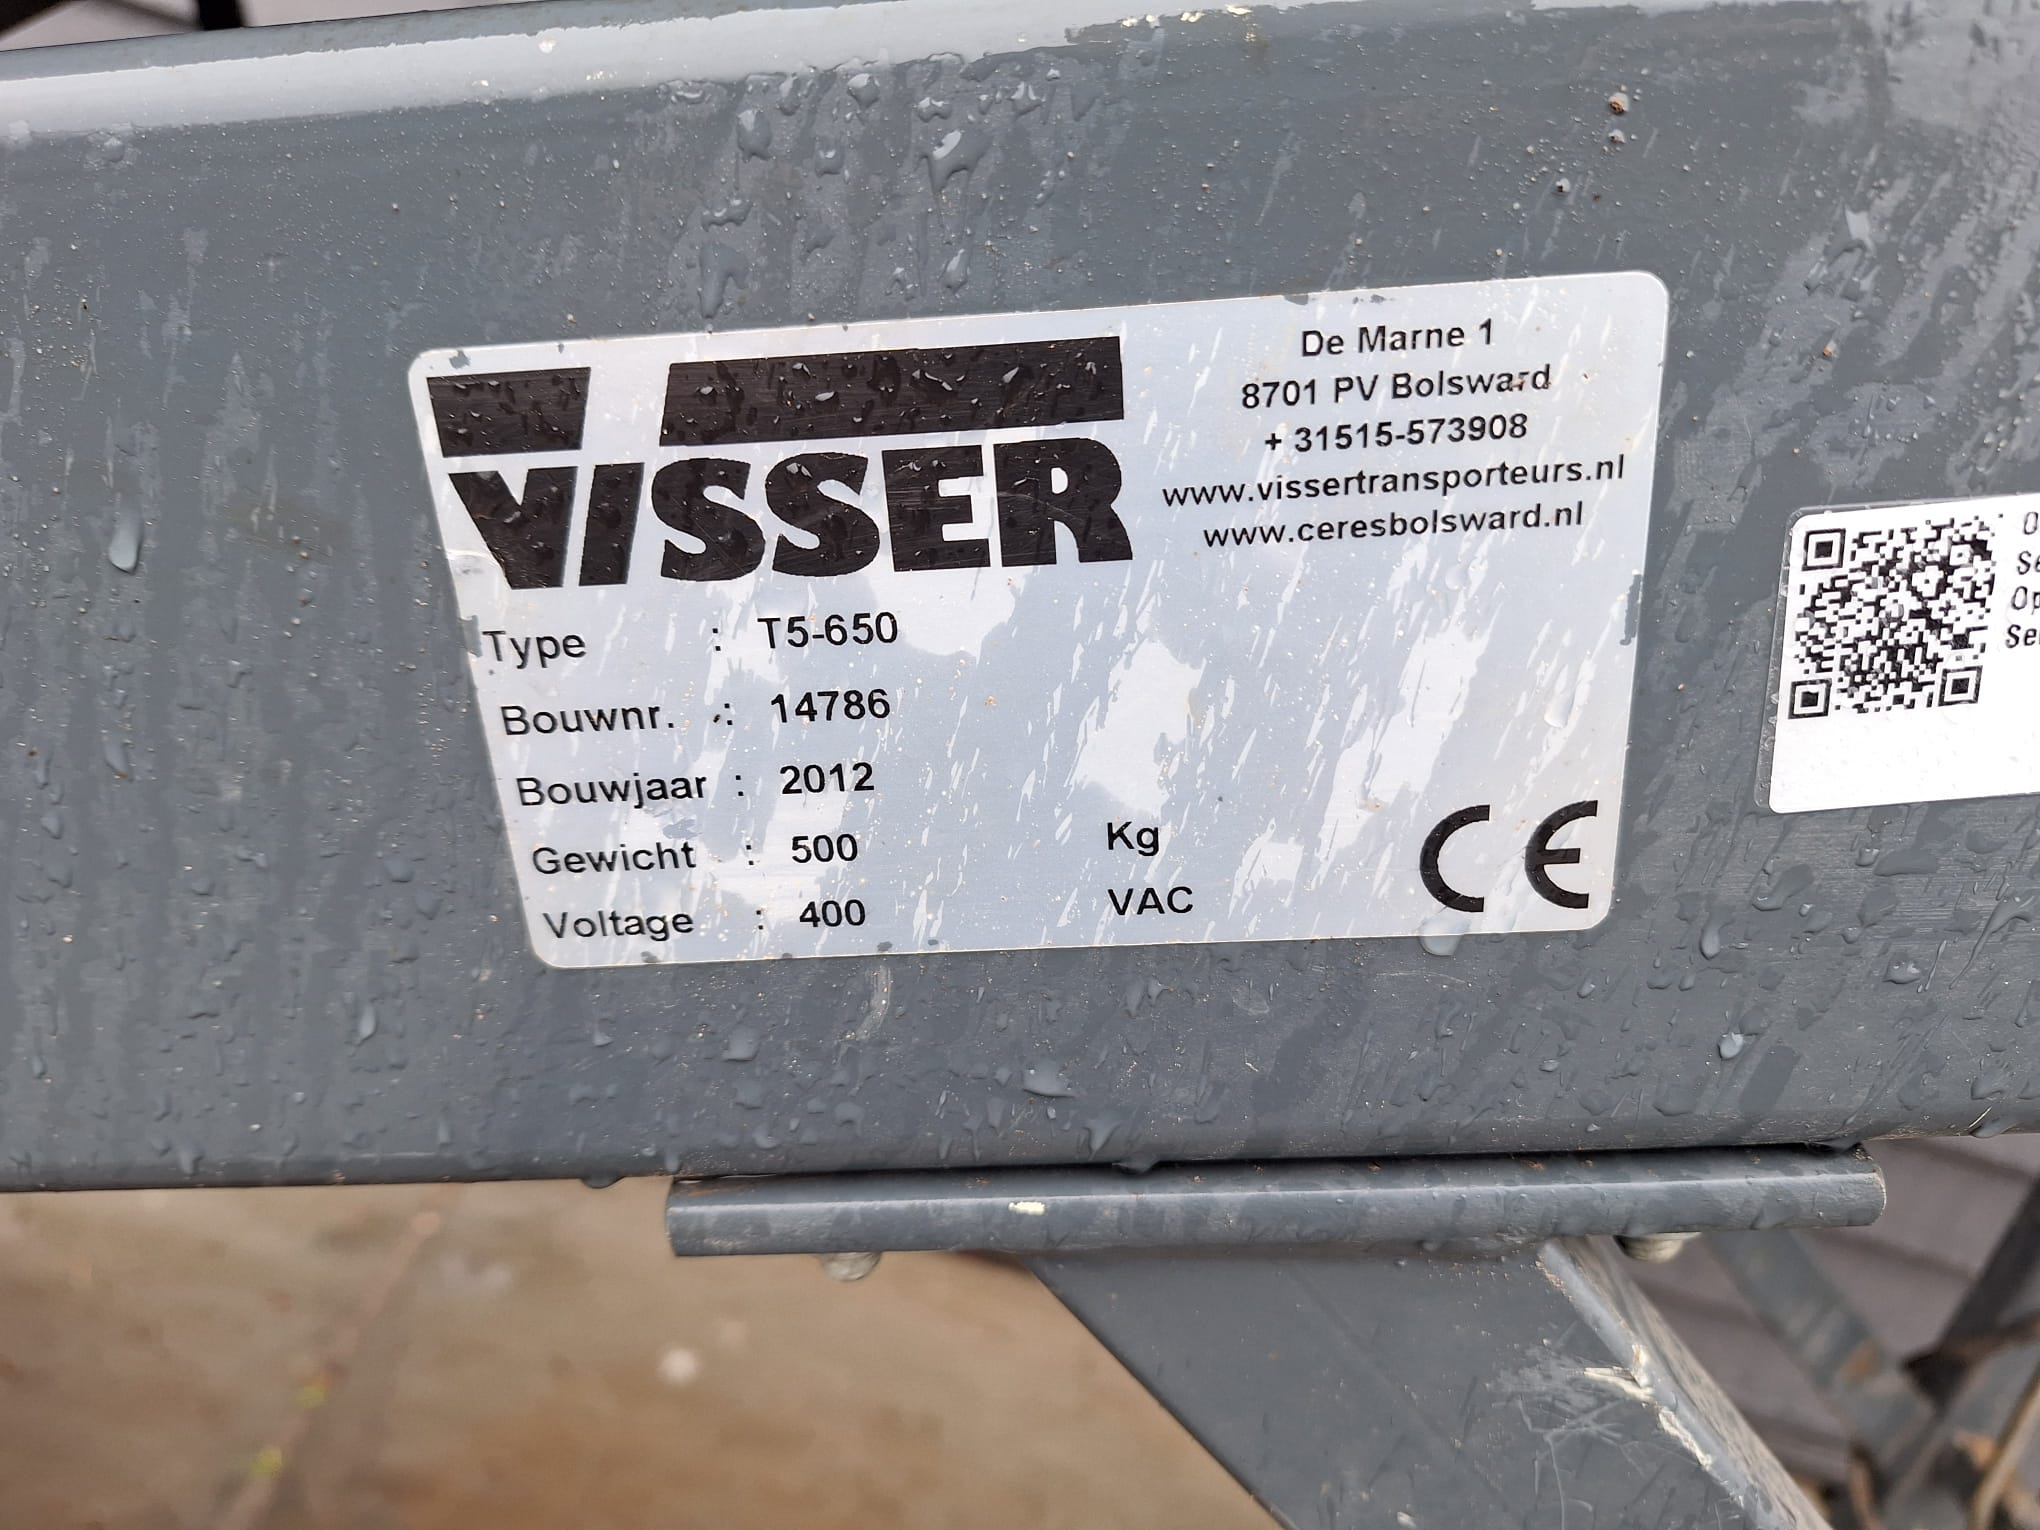 VISSER
De Marne 1
8701 PV Bolsward
+ 31515-573908
www.vissertransporteurs.nl
www.ceresbolsward.nl
Type : T5-650
Bouwnr. : 14786
Bouwjaar : 2012
Gewicht : 500 Kg
Voltage : 400 VAC
CE